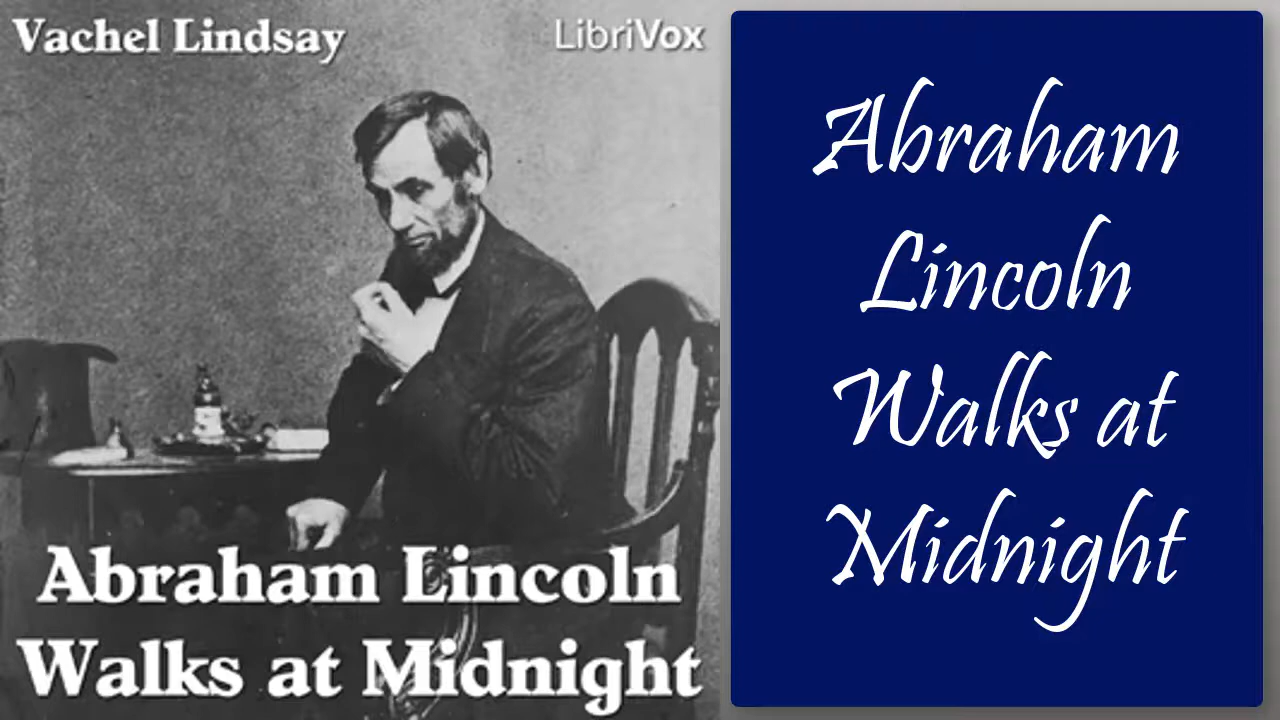 Vachel Lindsay
LibriVox
Abraham Lincoln
Walks at Midnight
Abraham
Lincoln
Walks at
Midnight